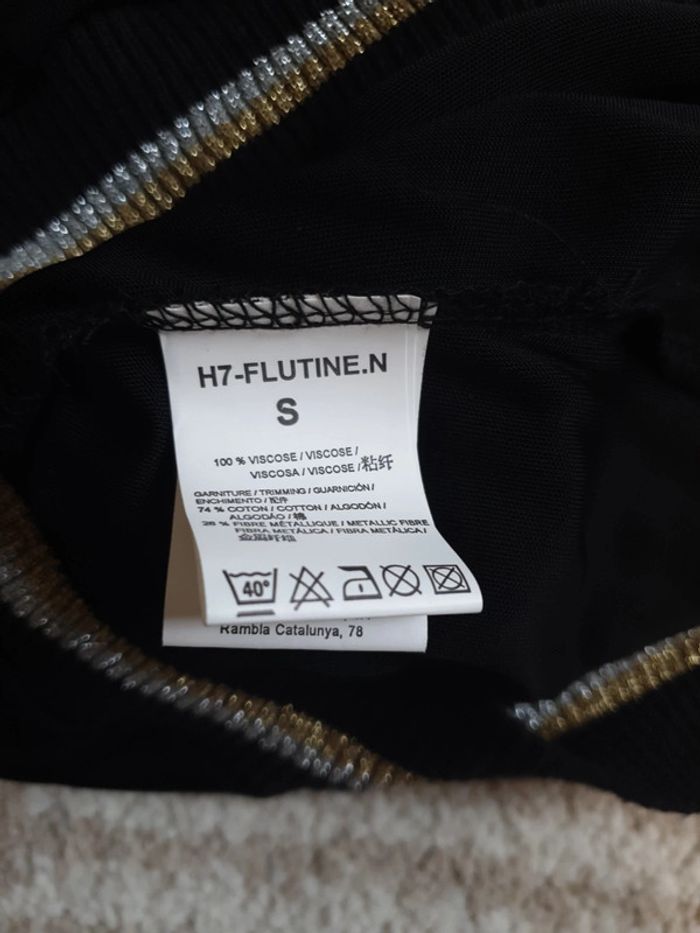 H7-FLUTINE.N
S
100 % VISCOSE / VISCOSE /
VISCOSA / VISCOSE /粘纤
GARNITURE / TRIMMING / GUARNICIÓN /
ENCHIMENTO / 配件
74 % COTON / COTTON / ALGODÓN /
ALGODÃO / 棉
26 % FIBRE MÉTALLIQUE / METALLIC FIBRE
FIBRA METÁLICA / FIBRA METÁLICA /
金属纤维
40°
Rambla Catalunya, 78